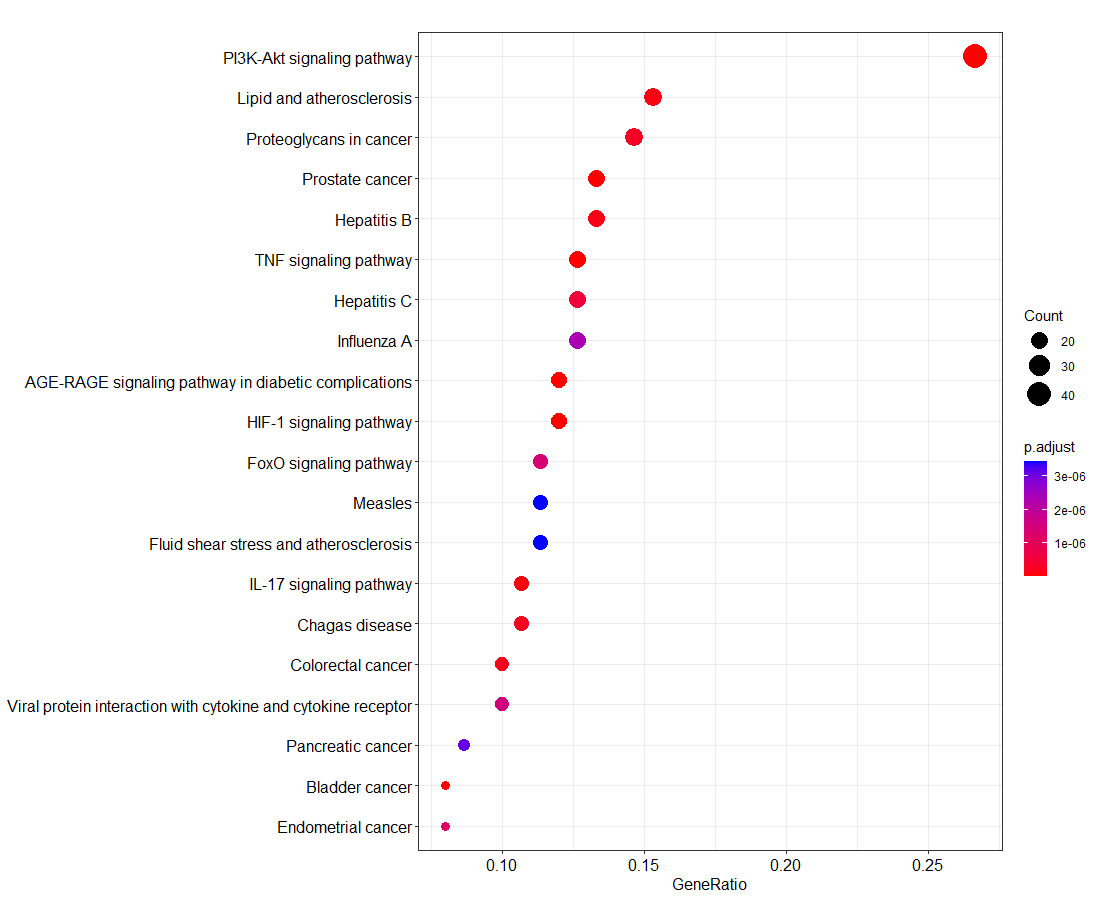 PI3K-Akt signaling pathway
Lipid and atherosclerosis
Proteoglycans in cancer
Prostate cancer
Hepatitis B
TNF signaling pathway
Hepatitis C
Influenza A
AGE-RAGE signaling pathway in diabetic complications
HIF-1 signaling pathway
FoxO signaling pathway
Measles
Fluid shear stress and atherosclerosis
IL-17 signaling pathway
Chagas disease
Colorectal cancer
Viral protein interaction with cytokine and cytokine receptor
Pancreatic cancer
Bladder cancer
Endometrial cancer
0.10 0.15 0.20 0.25
GeneRatio
Count
20
30
40
p.adjust
3e-06
2e-06
1e-06